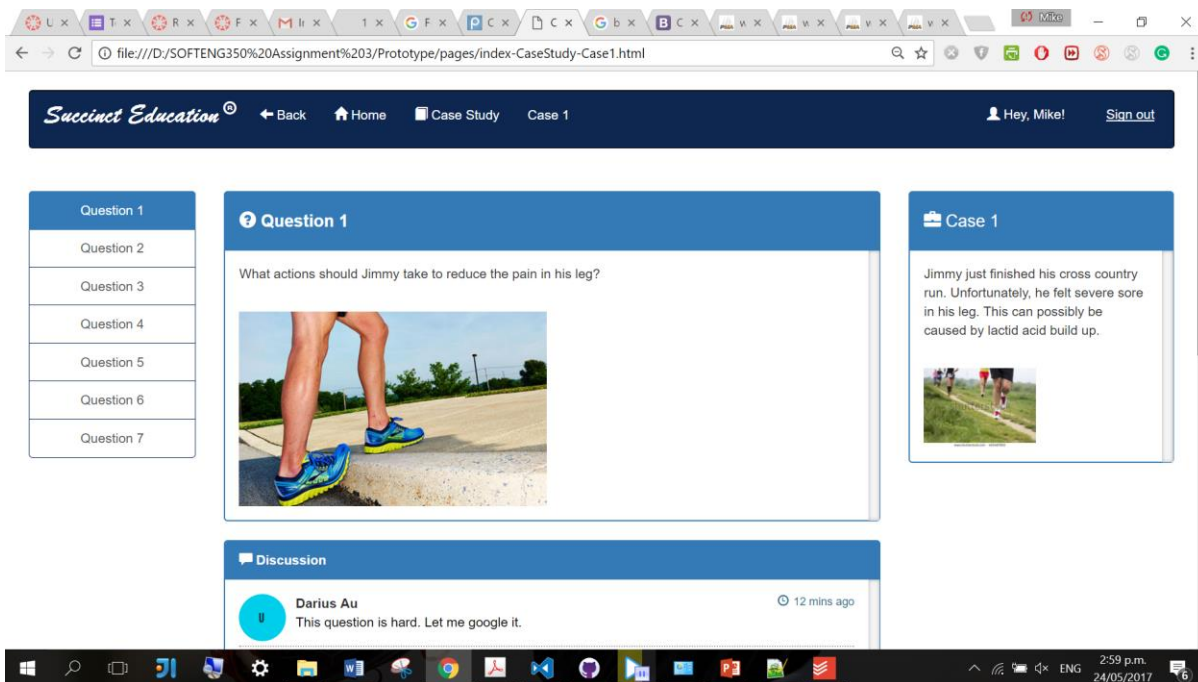 U
T
R
F
M
h
1
G F
C
C
G b
B C
w
w
v
v
Mike
file:///D:/SOFTENG350%20Assignment%203/Prototype/pages/index-CaseStudy-Case1.html
Succinct Education®
Back
Home
Case Study
Case 1
Hey, Mike!
Sign out
Question 1
Question 2
Question 3
Question 4
Question 5
Question 6
Question 7
Question 1
What actions should Jimmy take to reduce the pain in his leg?
Case 1
Jimmy just finished his cross country
run. Unfortunately, he felt severe sore
in his leg. This can possibly be
caused by lactid acid build up.
Discussion
Darius Au
12 mins ago
U
This question is hard. Let me google it.
ENG
2:59 p.m.
24/05/2017
6